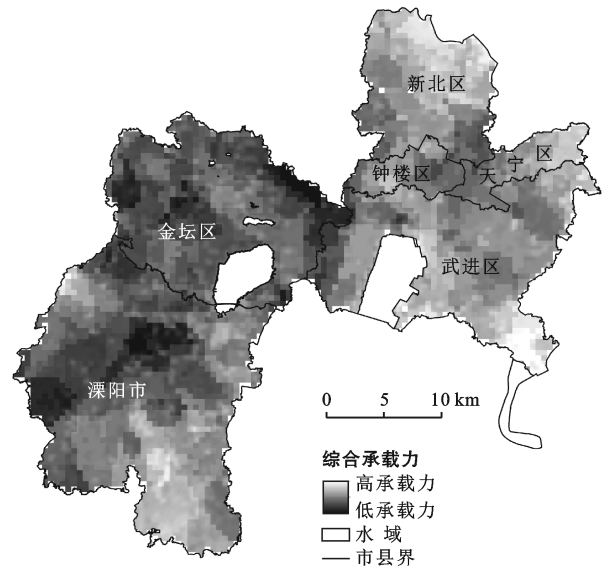 新北区
钟楼区
天宁区
金坛区
武进区
溧阳市
0 5 10 km
综合承载力
高承载力
低承载力
水 域
市县界